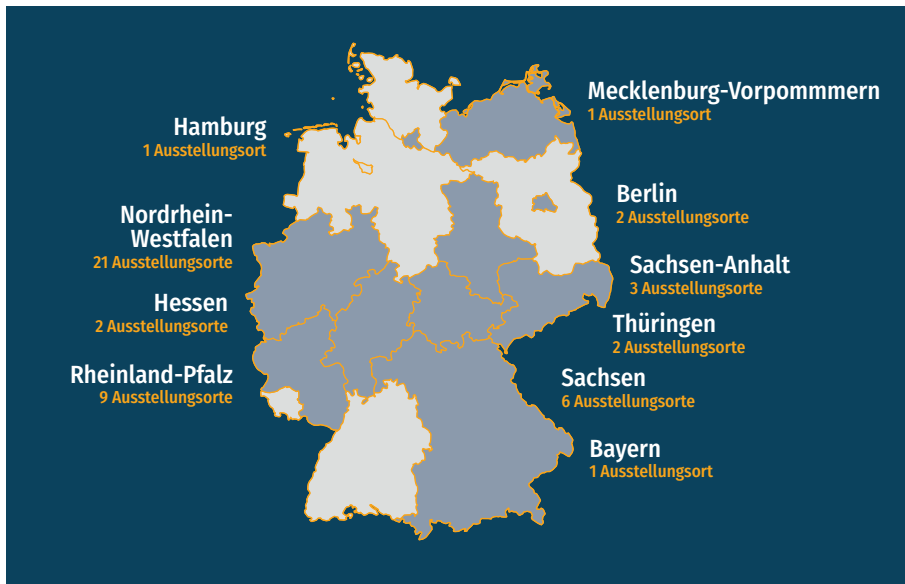 Mecklenburg-Vorpommmern
1 Ausstellungsort
Hamburg
1 Ausstellungsort
Berlin
2 Ausstellungsorte
Nordrhein-
Westfalen
21 Ausstellungsorte
Sachsen-Anhalt
3 Ausstellungsorte
Hessen
2 Ausstellungsorte
Thüringen
2 Ausstellungsorte
Rheinland-Pfalz
9 Ausstellungsorte
Sachsen
6 Ausstellungsorte
Bayern
1 Ausstellungsort